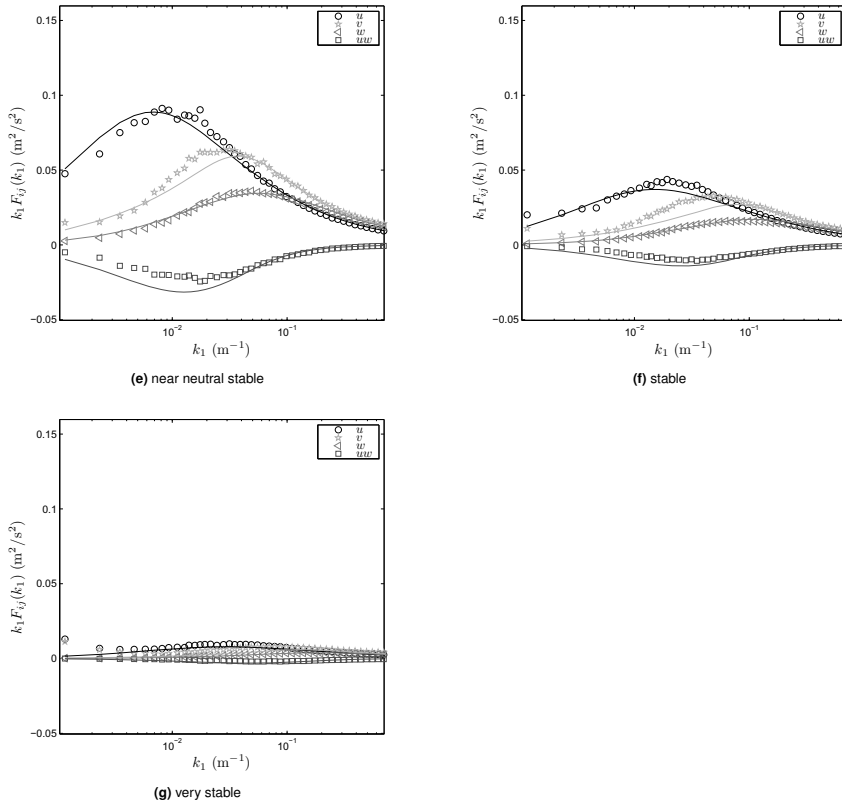 0.15
0.1
0.05
0
−0.05
k₁Fᵢⱼ(k₁) (m²/s²)
u
v
w
uw
10⁻²
10⁻¹
k₁ (m⁻¹)
(e) near neutral stable
0.15
0.1
0.05
0
−0.05
k₁Fᵢⱼ(k₁) (m²/s²)
u
v
w
uw
10⁻²
10⁻¹
k₁ (m⁻¹)
(f) stable
0.15
0.1
0.05
0
−0.05
k₁Fᵢⱼ(k₁) (m²/s²)
u
v
w
uw
10⁻²
10⁻¹
k₁ (m⁻¹)
(g) very stable